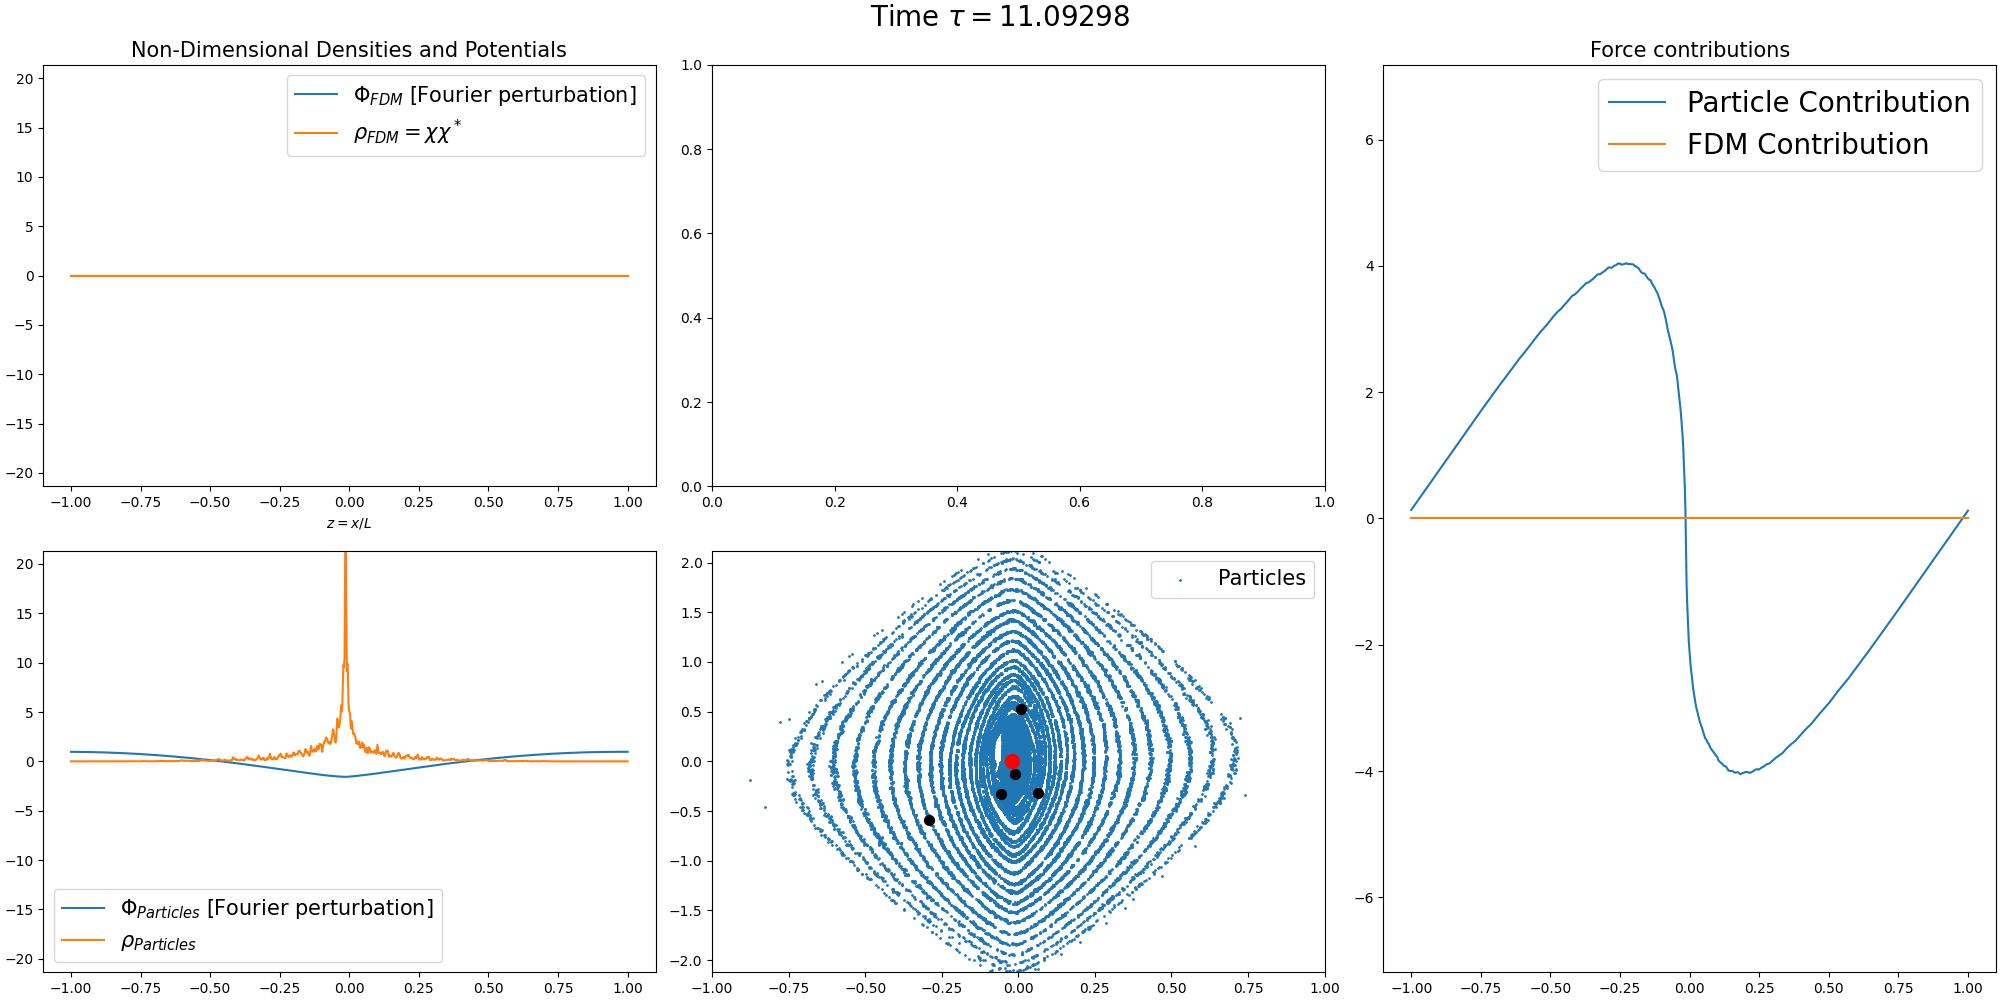 Time τ = 11.09298
Non-Dimensional Densities and Potentials
20
15
10
5
0
−5
−10
−15
−20
−1.00 −0.75 −0.50 −0.25 0.00 0.25 0.50 0.75 1.00
z = x/L
Φ_FDM [Fourier perturbation]
ρ_FDM = χχ*
1.0
0.8
0.6
0.4
0.2
0.0
0.0 0.2 0.4 0.6 0.8 1.0
Force contributions
Particle Contribution
FDM Contribution
6
4
2
0
−2
−4
−6
−1.00 −0.75 −0.50 −0.25 0.00 0.25 0.50 0.75 1.00
20
15
10
5
0
−5
−10
−15
−20
−1.00 −0.75 −0.50 −0.25 0.00 0.25 0.50 0.75 1.00
Φ_Particles [Fourier perturbation]
ρ_Particles
Particles
2.0
1.5
1.0
0.5
0.0
−0.5
−1.0
−1.5
−2.0
−1.00 −0.75 −0.50 −0.25 0.00 0.25 0.50 0.75 1.00